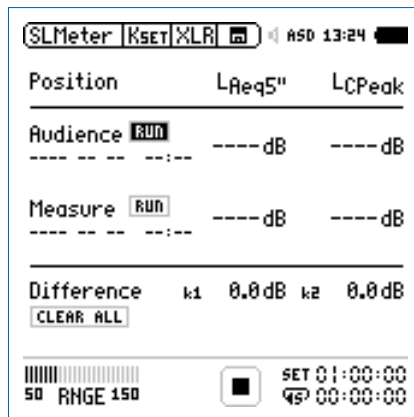 SLMeter KSET XLR ASD 13:24
Position LAeq5" LCPeak
Audience RUN ----dB ----dB
---- -- -- --:--
Measure RUN ----dB ----dB
---- -- -- --:--
Difference k1 0.0dB k2 0.0dB
CLEAR ALL
SET 01:00:00
50 RNGE 150 00:00:00